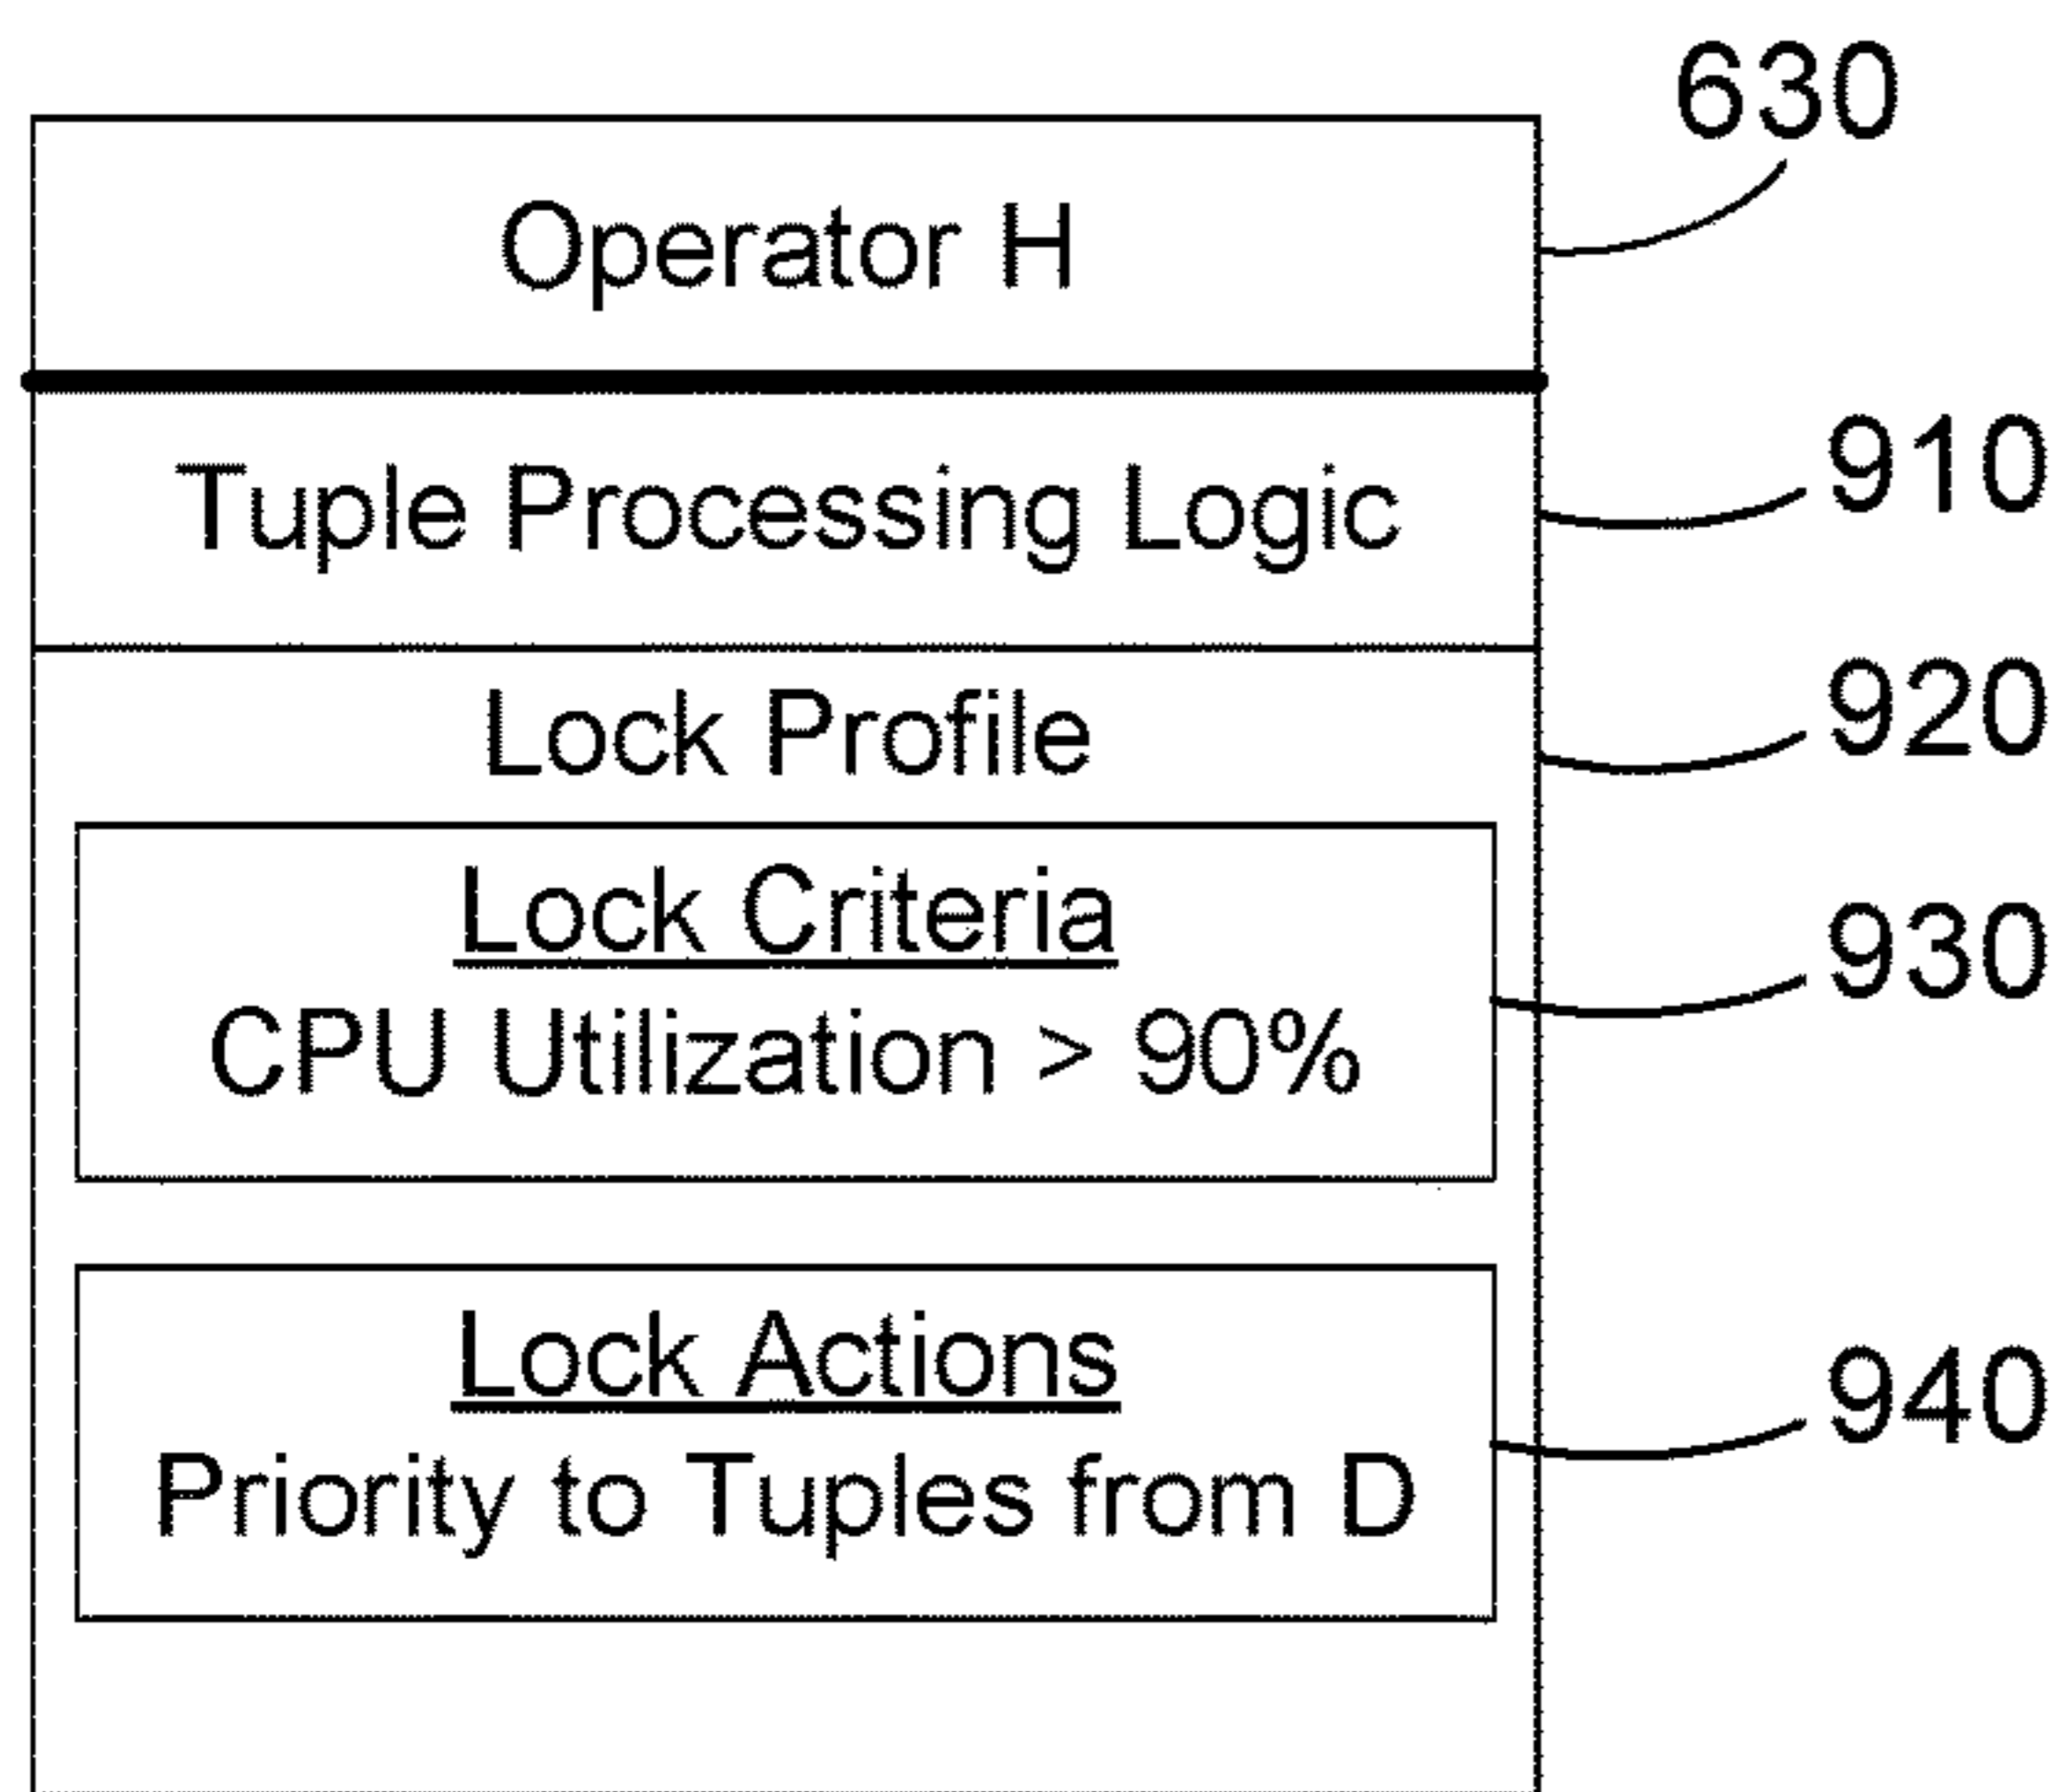 630
Operator H
910
Tuple Processing Logic
920
Lock Profile
Lock Criteria
930
CPU Utilization > 90%
Lock Actions
940
Priority to Tuples from D